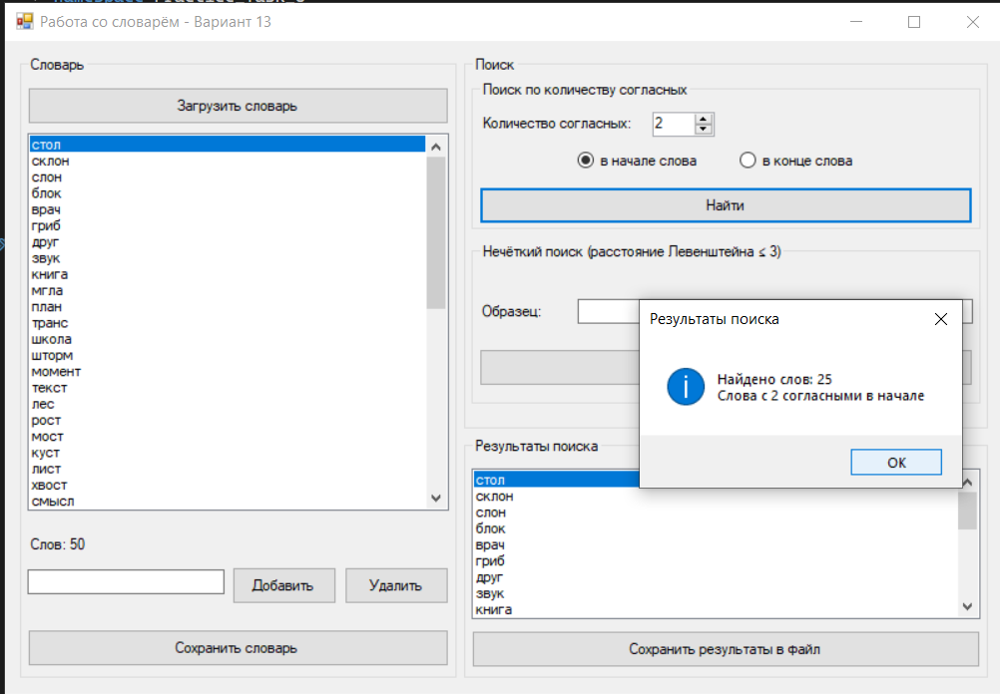 Работа со словарём - Вариант 13
Словарь
Загрузить словарь
стол
склон
слон
блок
врач
гриб
друг
звук
книга
мгла
план
транс
школа
шторм
момент
текст
лес
рост
мост
куст
лист
хвост
смысл
Слов: 50
Добавить
Удалить
Сохранить словарь
Поиск
Поиск по количеству согласных
Количество согласных: 2
в начале слова
в конце слова
Найти
Нечёткий поиск (расстояние Левенштейна ≤ 3)
Образец:
Результаты поиска
Найдено слов: 25
Слова с 2 согласными в начале
OK
Результаты поиска
стол
склон
слон
блок
врач
гриб
друг
звук
книга
Сохранить результаты в файл